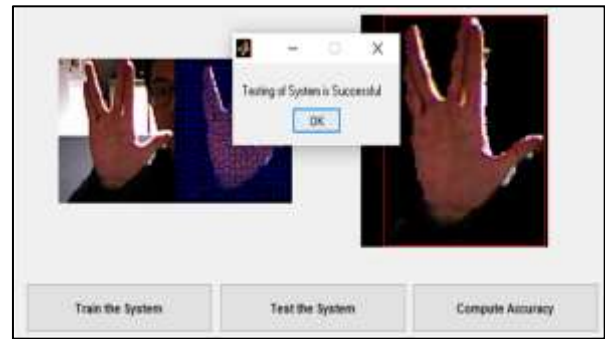 Testing of System is Successful
OK
Train the System
Test the System
Compute Accuracy